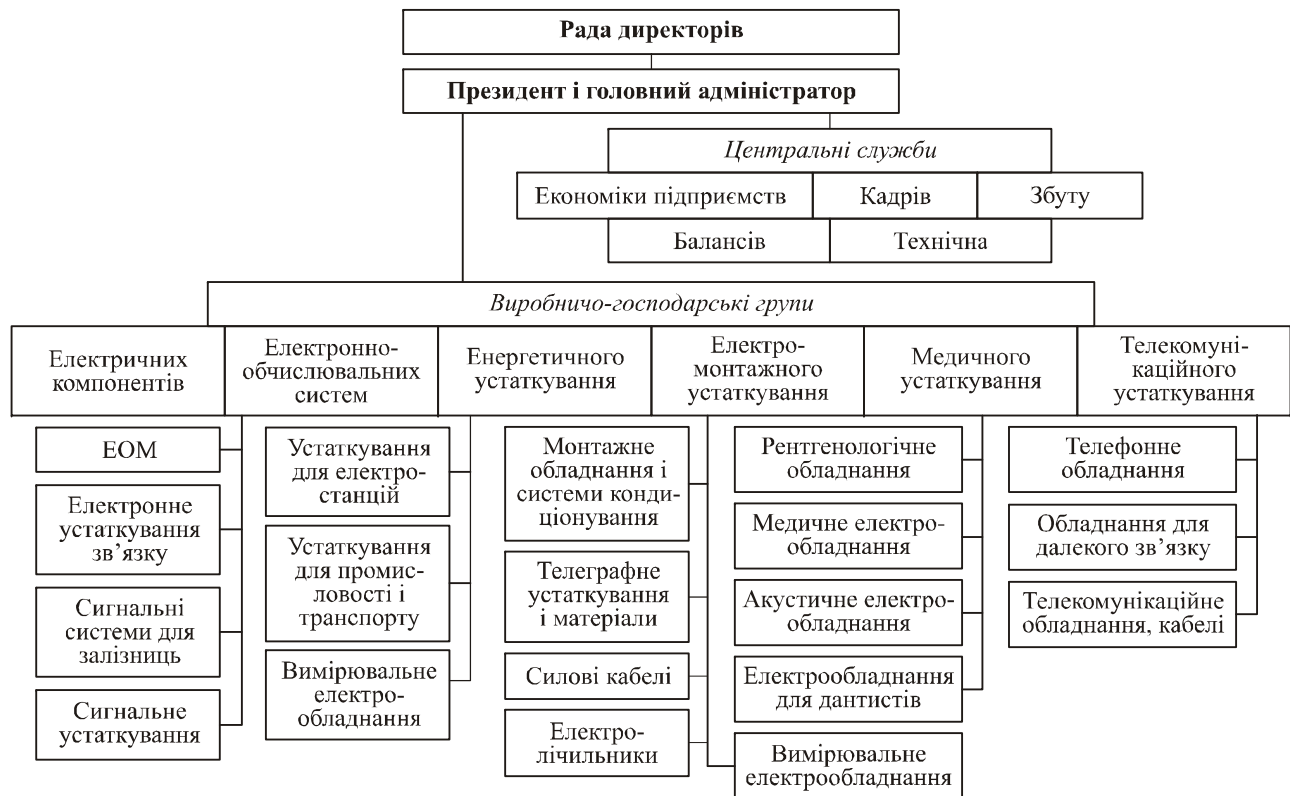 Рада директорів
Президент і головний адміністратор
Центральні служби
Економіки підприємств
Кадрів
Збуту
Балансів
Технічна
Виробничо-господарські групи
Електричних
компонентів
Електронно-
обчислювальних
систем
Енергетичного
устаткування
Електро-
монтажного
устаткування
Медичного
устаткування
Телекомуні-
каційного
устаткування
ЕОМ
Електронне
устаткування
зв’язку
Сигнальні
системи для
залізниць
Сигнальне
устаткування
Устаткування
для електро-
станцій
Устаткування
для промис-
ловості і
транспорту
Вимірювальне
електро-
обладнання
Монтажне
обладнання і
системи конди-
ціонування
Телеграфне
устаткування
і матеріали
Силові кабелі
Електро-
лічильники
Рентгенологічне
обладнання
Медичне електро-
обладнання
Акустичне електро-
обладнання
Електрообладнання
для дантистів
Вимірювальне
електрообладнання
Телефонне
обладнання
Обладнання для
далекого зв’язку
Телекомунікаційне
обладнання, кабелі